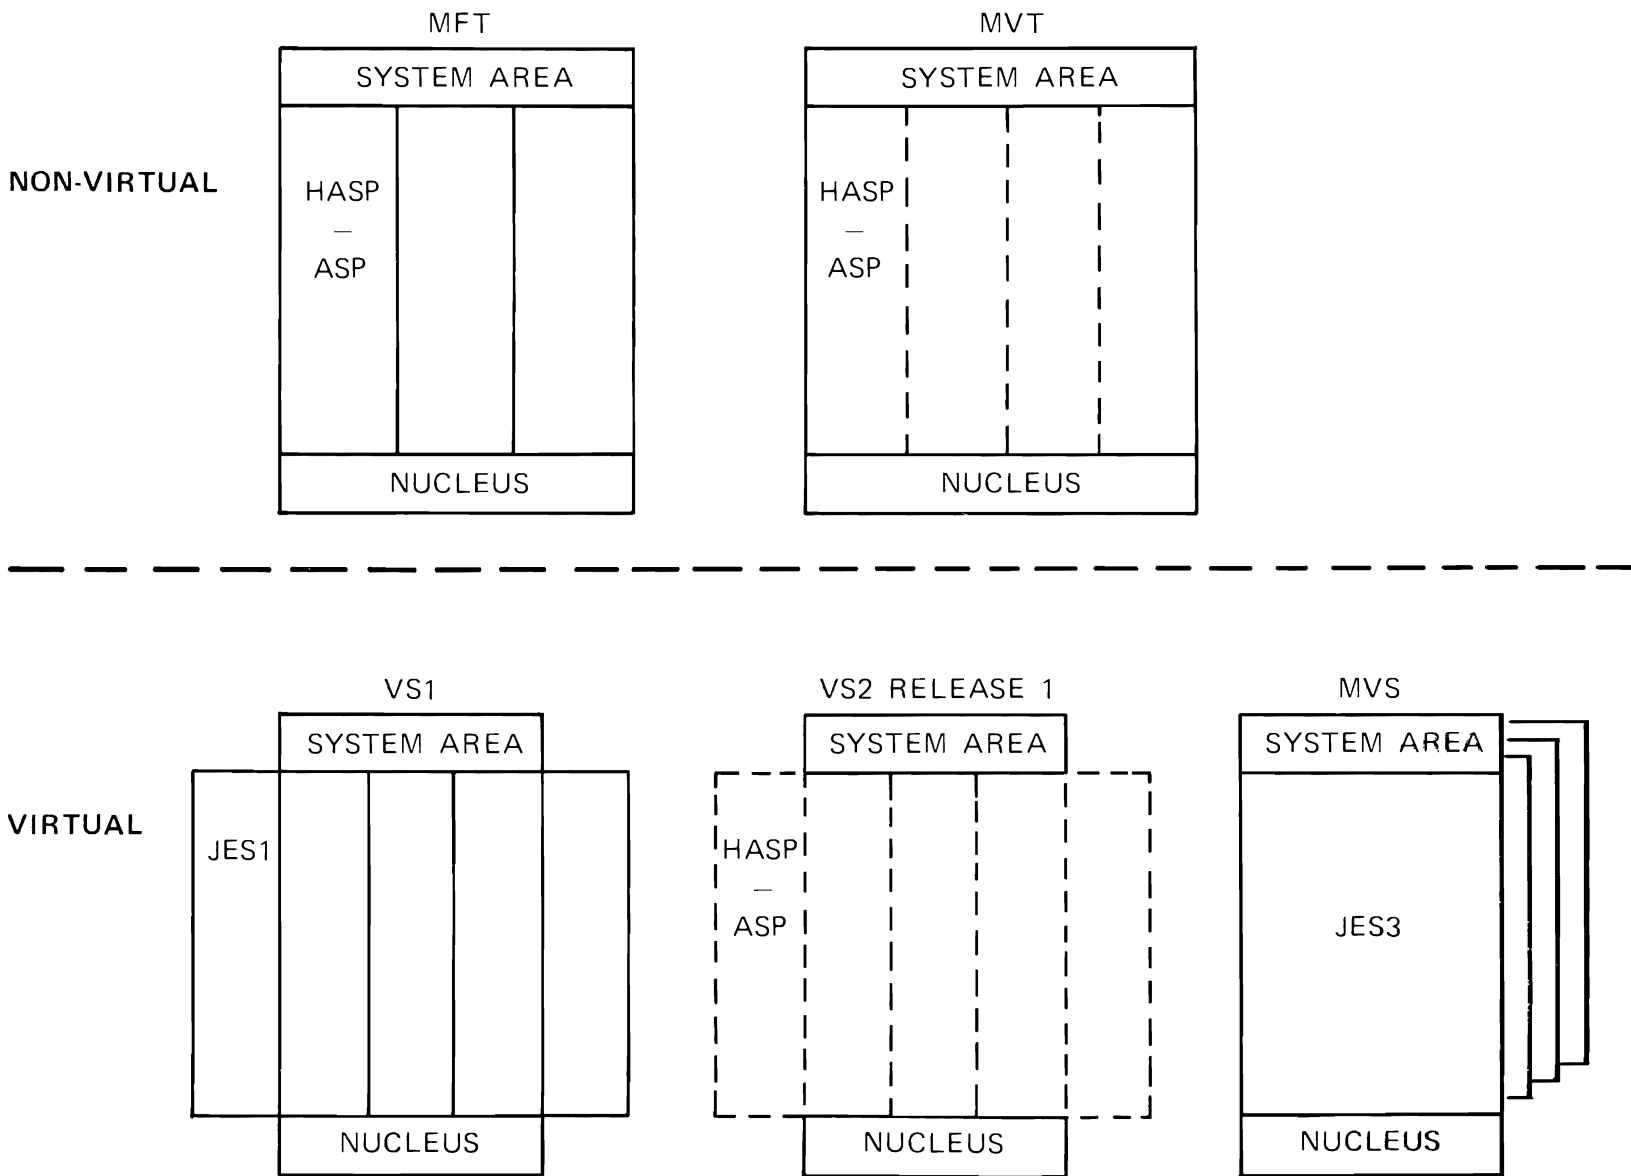 MFT
MVT
SYSTEM AREA
SYSTEM AREA
NON-VIRTUAL
HASP
—
ASP
HASP
—
ASP
NUCLEUS
NUCLEUS
VS1
VS2 RELEASE 1
MVS
SYSTEM AREA
SYSTEM AREA
SYSTEM AREA
VIRTUAL
JES1
HASP
—
ASP
JES3
NUCLEUS
NUCLEUS
NUCLEUS